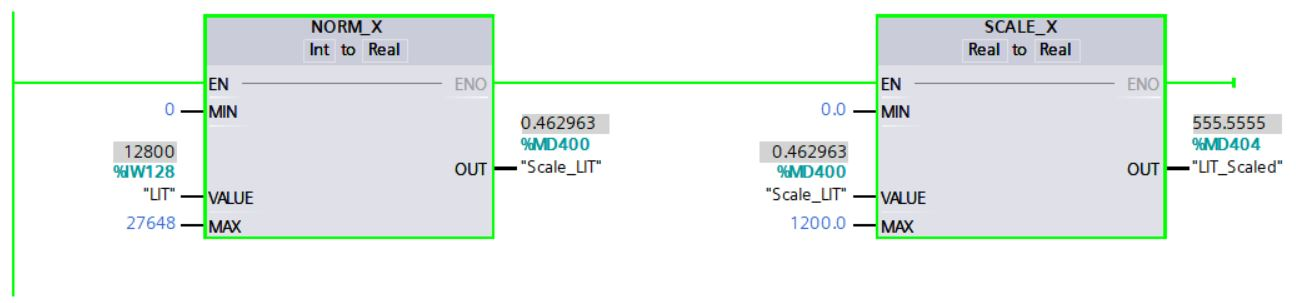 NORM_X
Int to Real
EN
ENO
0
MIN
12800
%IW128
"LIT"
VALUE
27648
MAX
OUT
0.462963
%MD400
"Scale_LIT"
SCALE_X
Real to Real
EN
ENO
0.0
MIN
0.462963
%MD400
"Scale_LIT"
VALUE
1200.0
MAX
OUT
555.5555
%MD404
"LIT_Scaled"